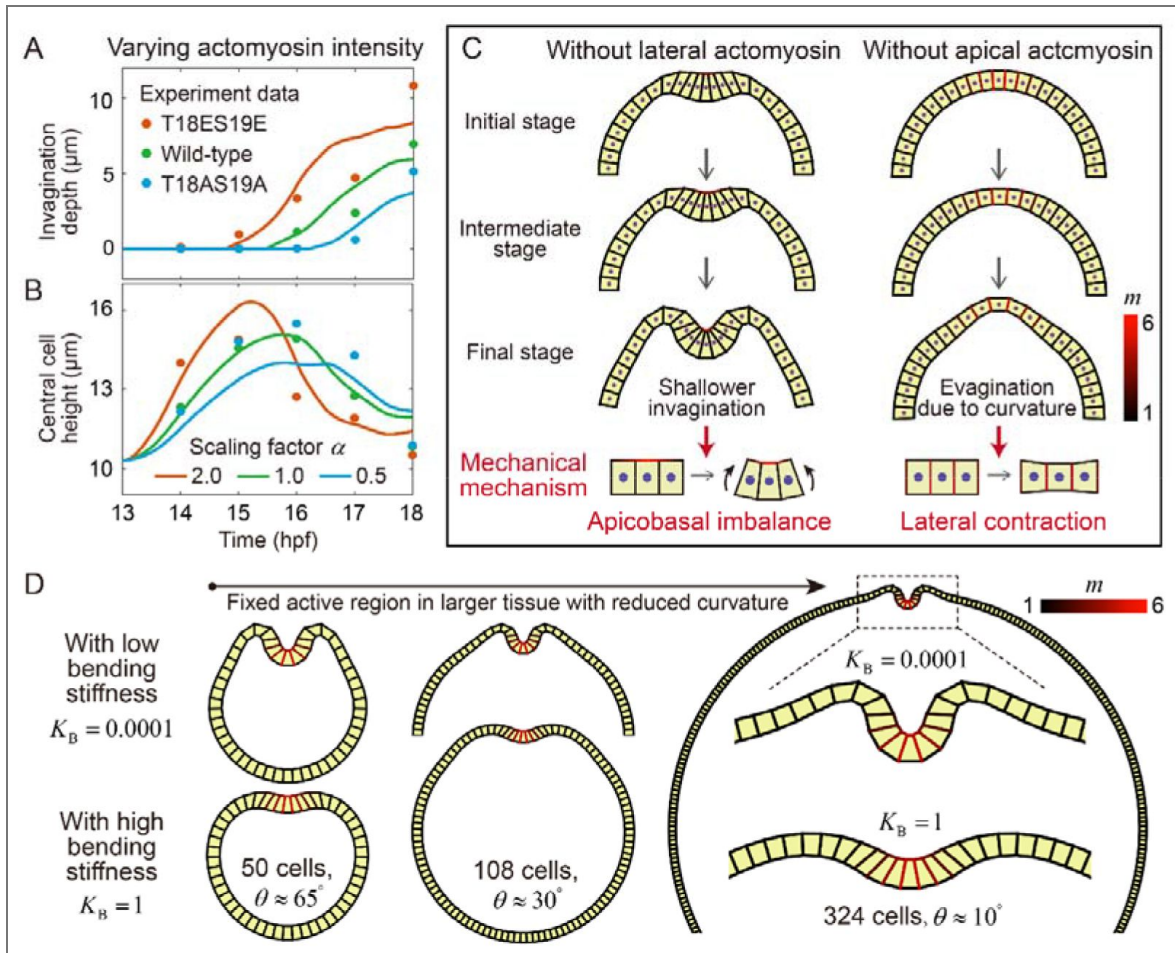 A
Varying actomyosin intensity
Invagination
depth (μm)
10
5
0
Experiment data
T18ES19E
Wild-type
T18AS19A
B
Central cell
height (μm)
16
13
10
Scaling factor α
2.0
1.0
0.5
13 14 15 16 17 18
Time (hpf)
C
Without lateral actomyosin
Without apical actcmyosin
Initial stage
Intermediate
stage
Final stage
Shallower
invagination
Evagination
due to curvature
m
6
1
Mechanical
mechanism
Apicobasal imbalance
Lateral contraction
D
Fixed active region in larger tissue with reduced curvature
m
1
6
With low
bending
stiffness
K_B = 0.0001
With high
bending
stiffness
K_B = 1
50 cells,
θ ≈ 65°
108 cells,
θ ≈ 30°
K_B = 0.0001
K_B = 1
324 cells, θ ≈ 10°